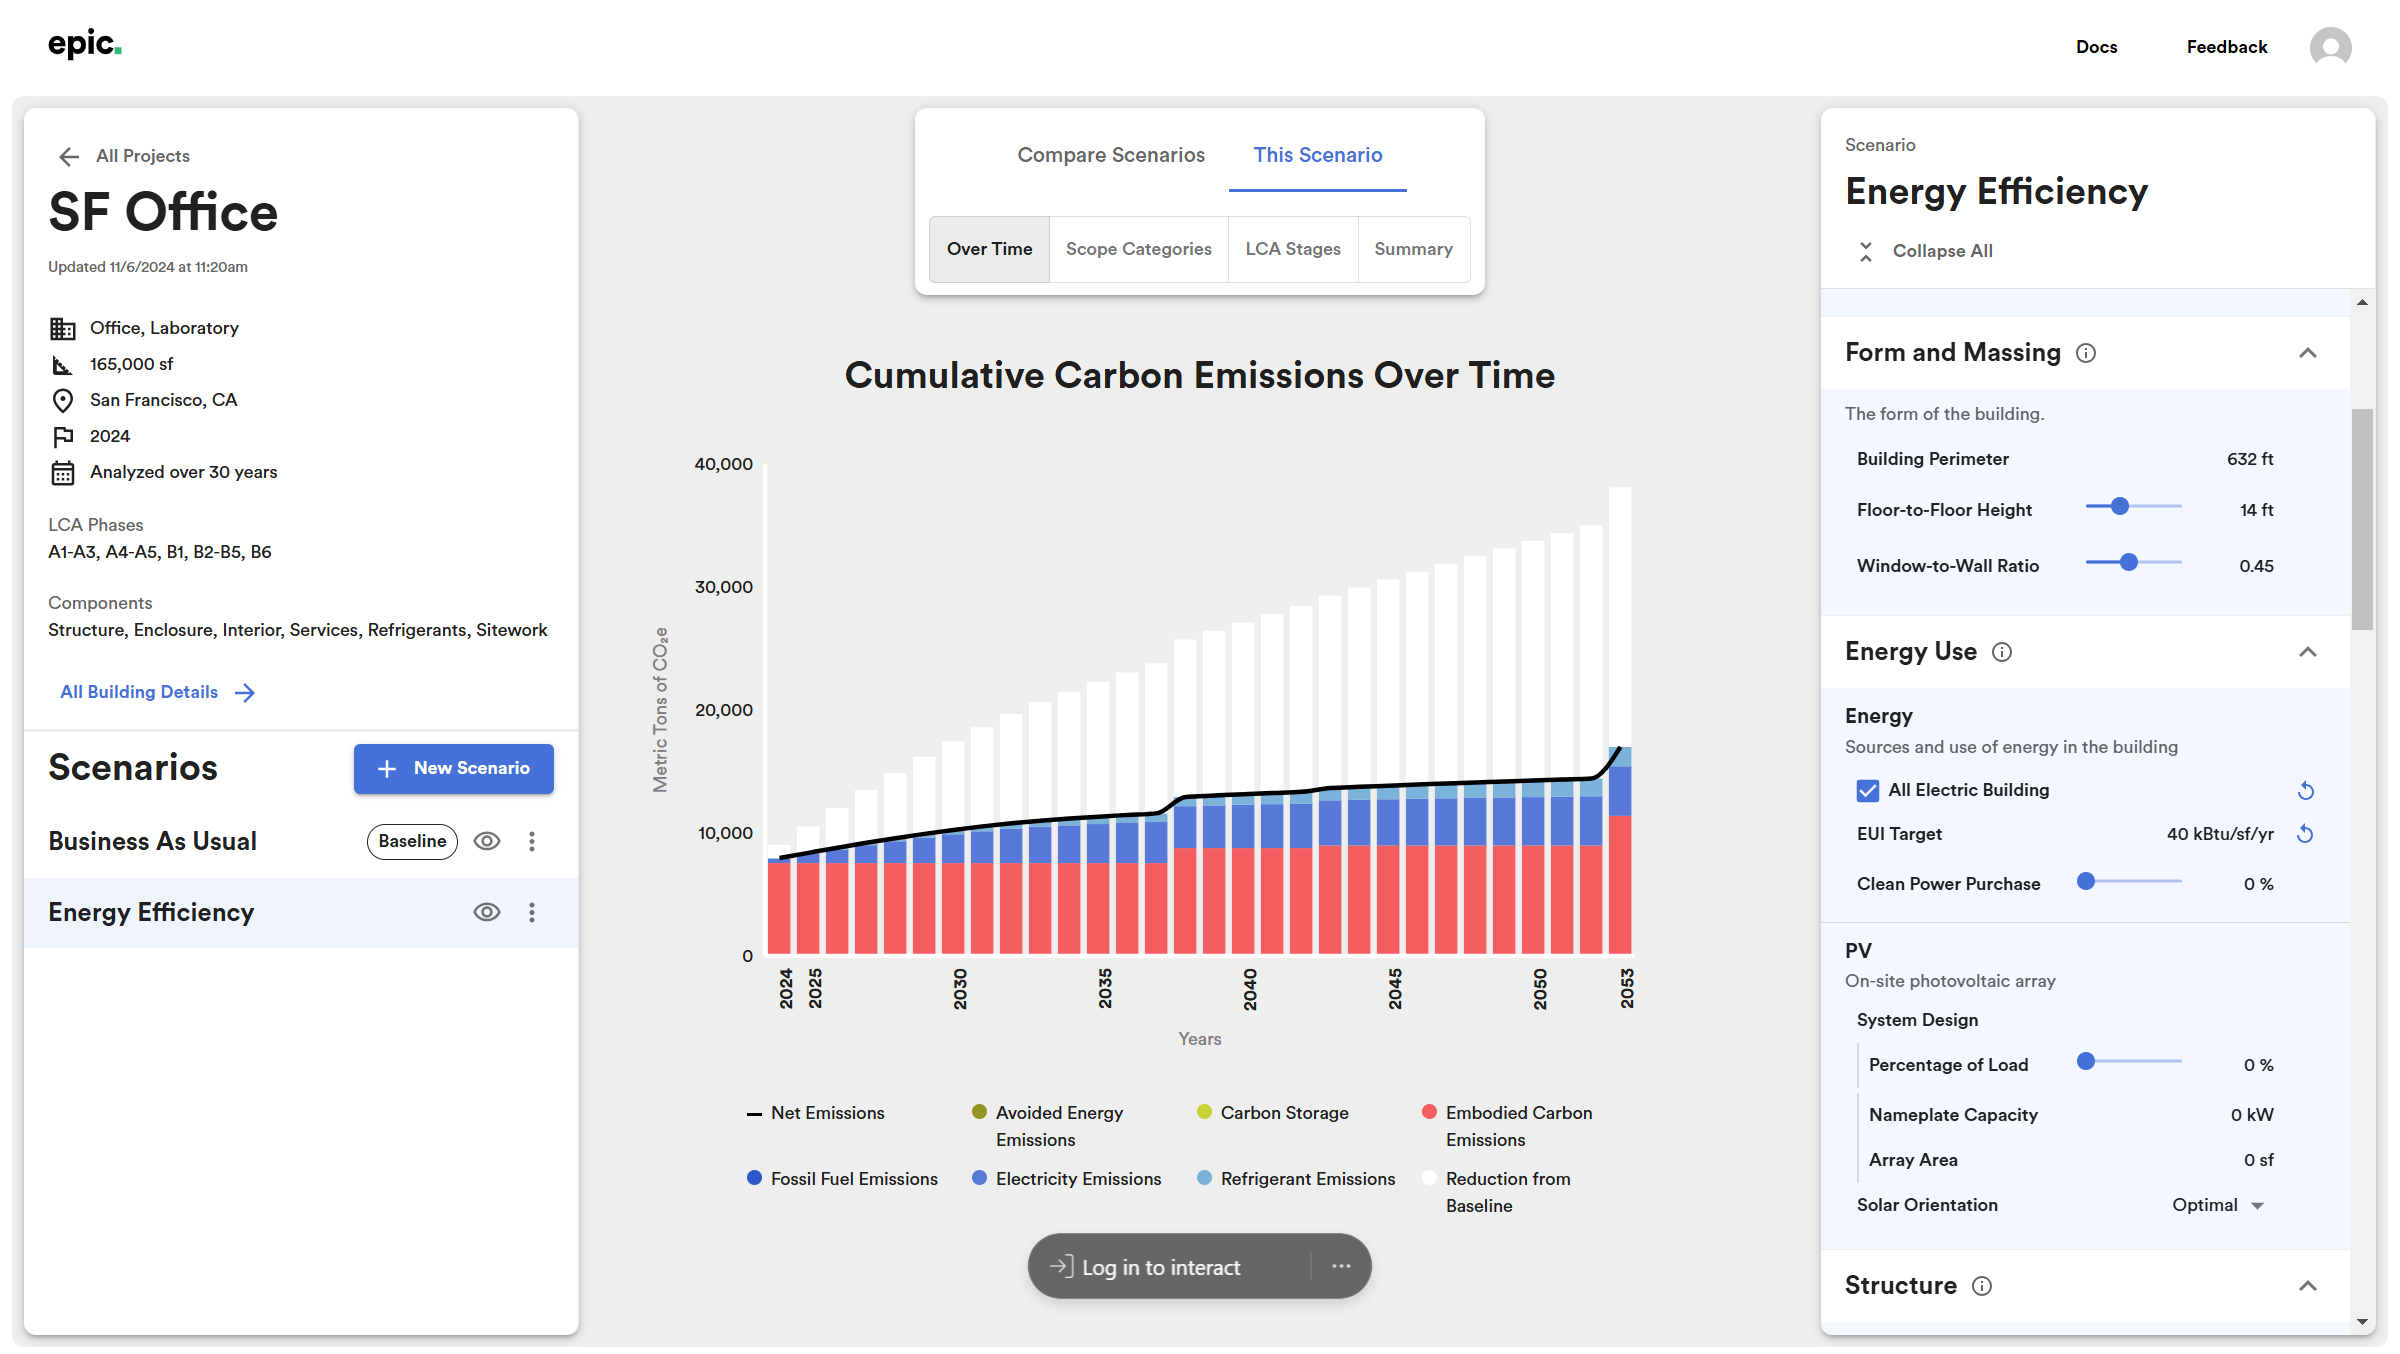 epic.
Docs
Feedback
All Projects
SF Office
Updated 11/6/2024 at 11:20am
Office, Laboratory
165,000 sf
San Francisco, CA
2024
Analyzed over 30 years
LCA Phases
A1-A3, A4-A5, B1, B2-B5, B6
Components
Structure, Enclosure, Interior, Services, Refrigerants, Sitework
All Building Details
Scenarios
New Scenario
Business As Usual
Baseline
Energy Efficiency
Compare Scenarios
This Scenario
Over Time
Scope Categories
LCA Stages
Summary
Cumulative Carbon Emissions Over Time
Metric Tons of CO₂e
40,000
30,000
20,000
10,000
0
2024
2025
2030
2035
2040
2045
2050
2053
Years
Net Emissions
Avoided Energy
Emissions
Carbon Storage
Embodied Carbon
Emissions
Fossil Fuel Emissions
Electricity Emissions
Refrigerant Emissions
Reduction from
Baseline
Log in to interact
Scenario
Energy Efficiency
Collapse All
Form and Massing
The form of the building.
Building Perimeter 632 ft
Floor-to-Floor Height 14 ft
Window-to-Wall Ratio 0.45
Energy Use
Energy
Sources and use of energy in the building
All Electric Building
EUI Target 40 kBtu/sf/yr
Clean Power Purchase 0 %
PV
On-site photovoltaic array
System Design
Percentage of Load 0 %
Nameplate Capacity 0 kW
Array Area 0 sf
Solar Orientation Optimal
Structure